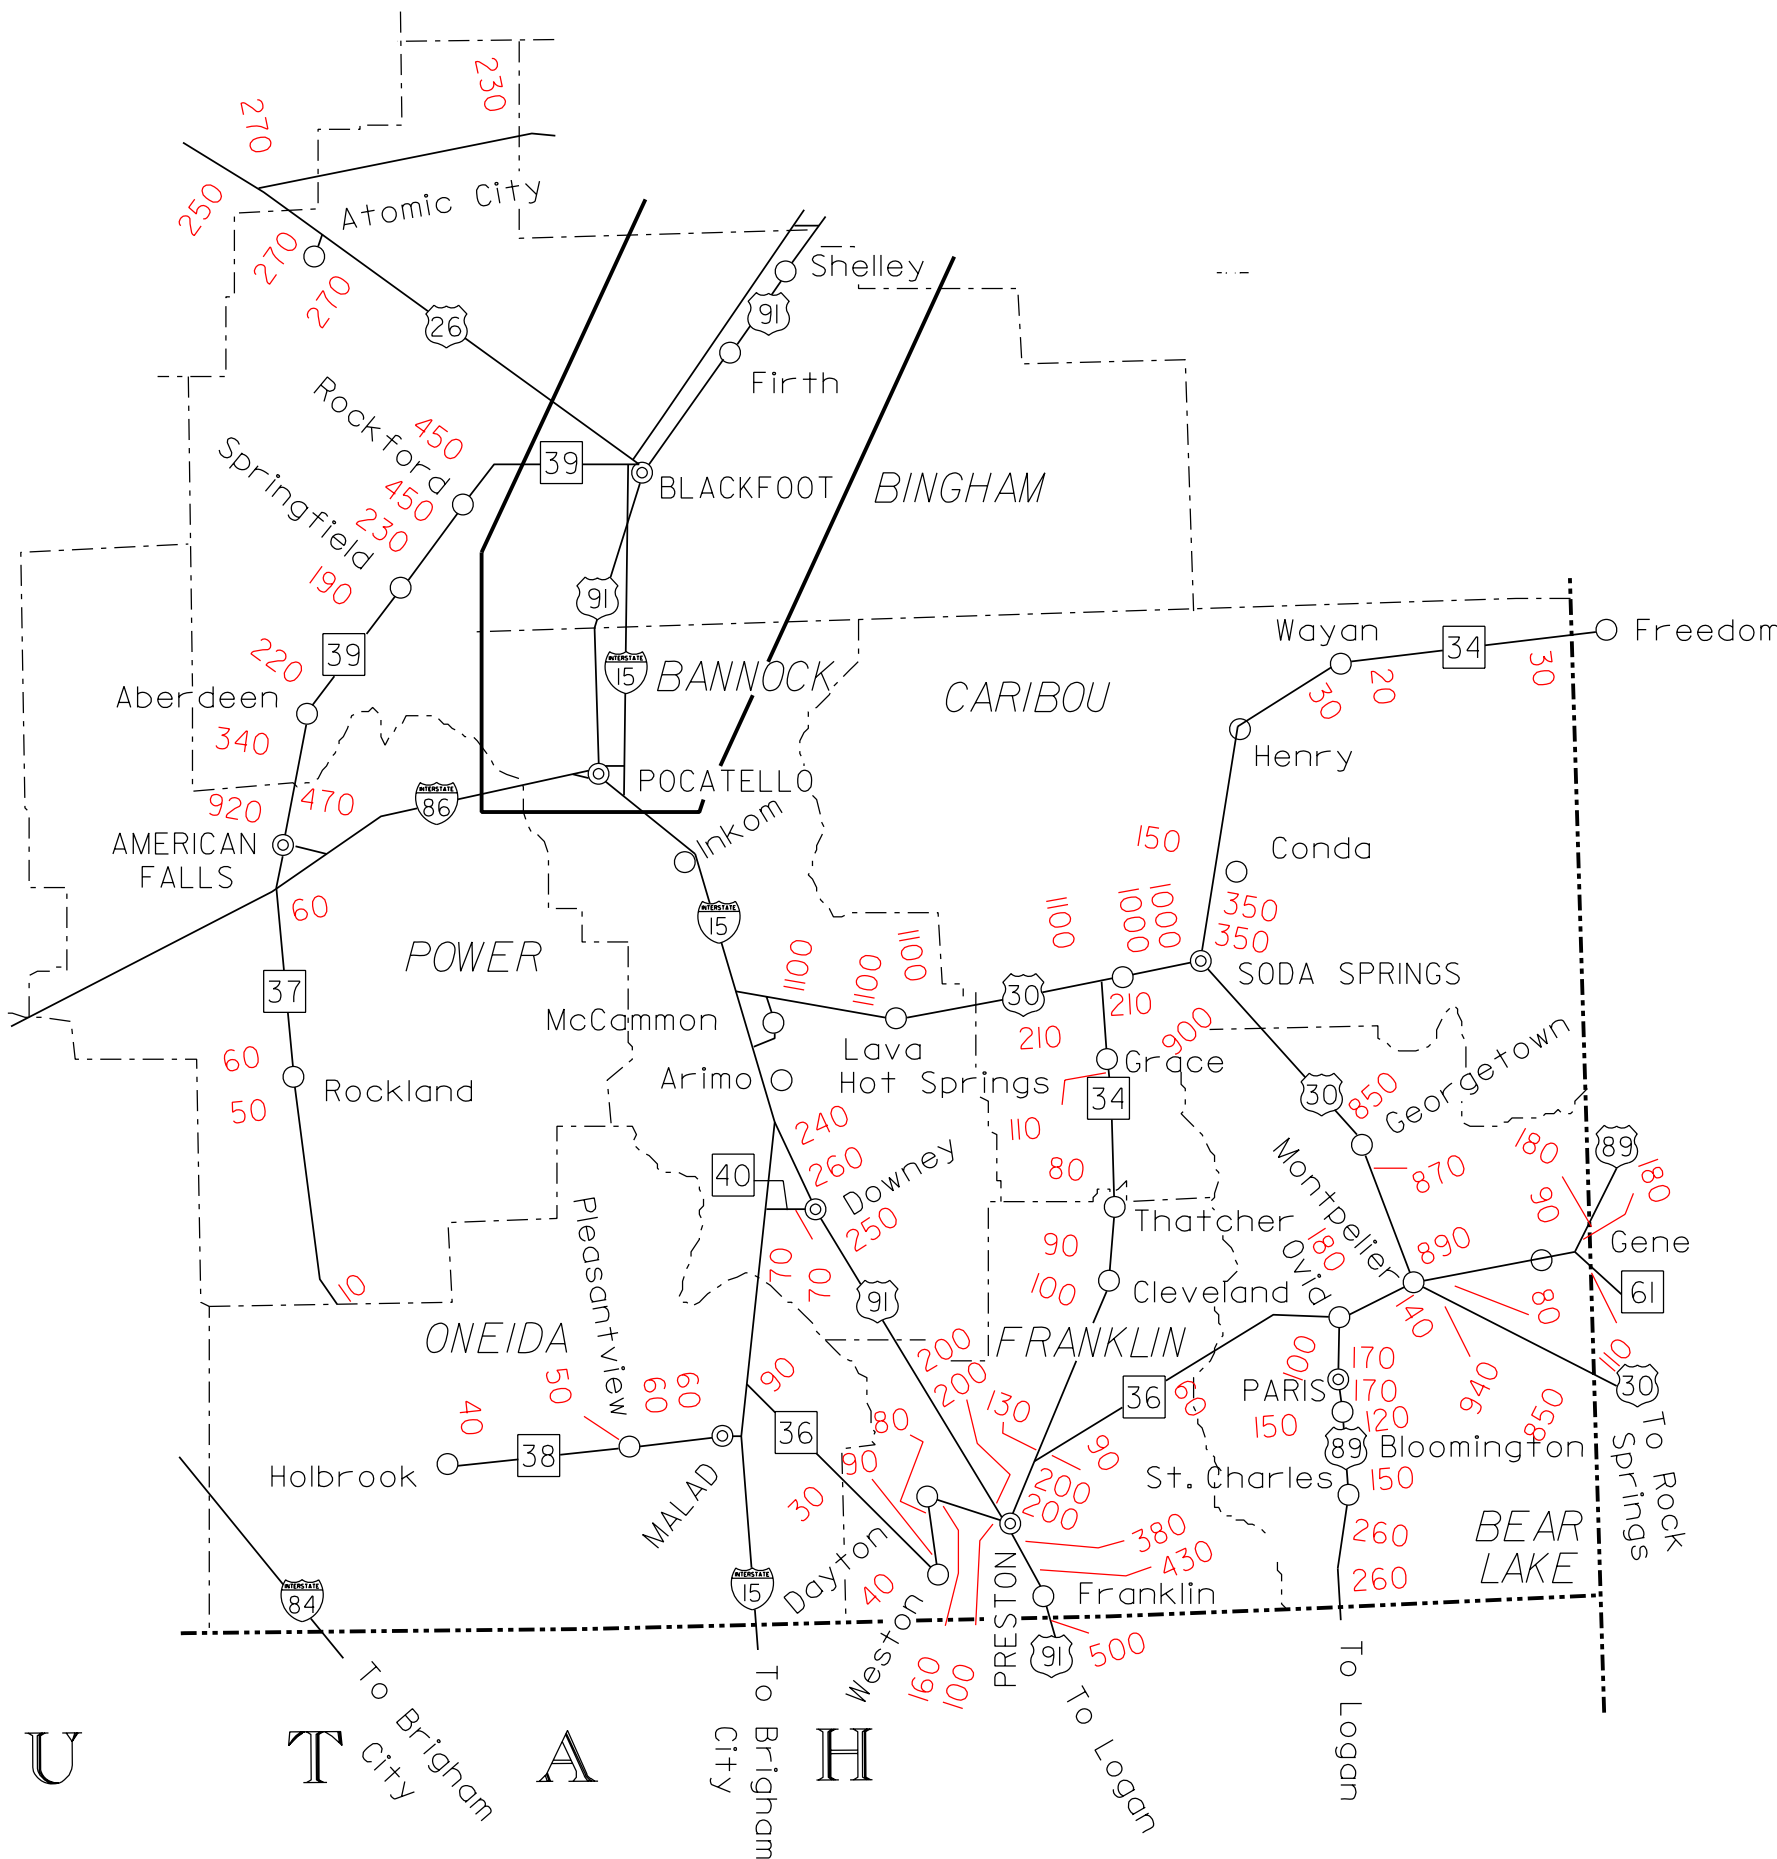 230
270
250
Atomic City
270
270
Shelley
26
91
Firth
Rockford
450
Springfield
39
450
BLACKFOOT
BINGHAM
230
190
91
39
220
Wayan
34
Freedom
30
20
30
15
BANNOCK
CARIBOU
Aberdeen
340
Henry
POCATELLO
920
470
86
Inkom
AMERICAN
FALLS
150
Conda
60
15
1100
1000
1000
350
350
POWER
1100
1100
1100
SODA SPRINGS
37
30
210
McCammon
210
900
Lava
Hot Springs
Grace
Georgetown
60
Rockland
Arimo
34
30
850
50
240
110
260
Downey
80
180
89
180
40
870
Montpelier
Pleasantview
250
Thatcher
90
90
180
Ovid
890
Gene
70
70
100
Cleveland
80
61
10
91
140
ONEIDA
200
FRANKLIN
100
170
110
50
60
60
90
200
36
60
PARIS
170
940
30
850
40
36
80
130
90
150
120
To Rock
Springs
Holbrook
38
90
89
Bloomington
MALAD
30
200
200
St. Charles
150
Dayton
380
430
260
BEAR
LAKE
84
15
40
PRESTON
Franklin
260
Weston
160
100
91
500
To Brigham
City
To Brigham
City
To Logan
To Logan
U T A H